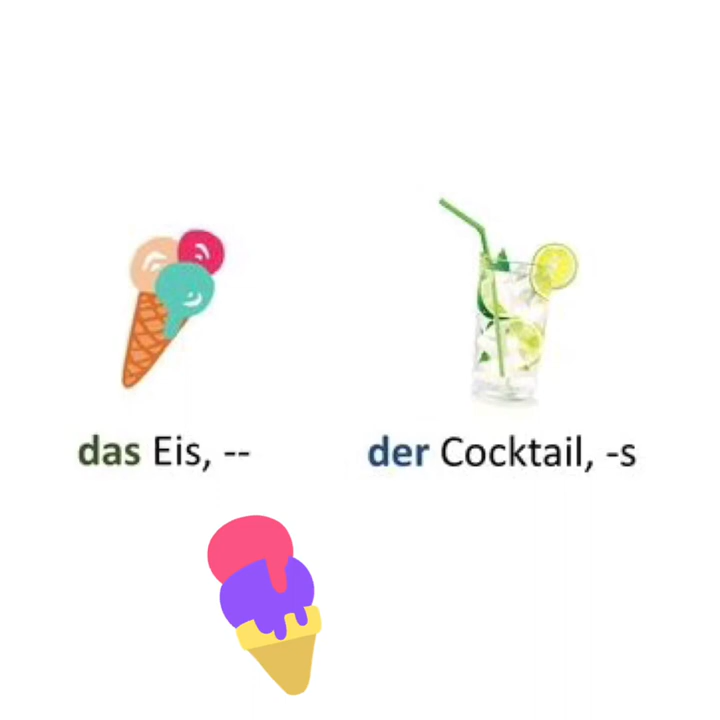 das Eis, --
der Cocktail, -s